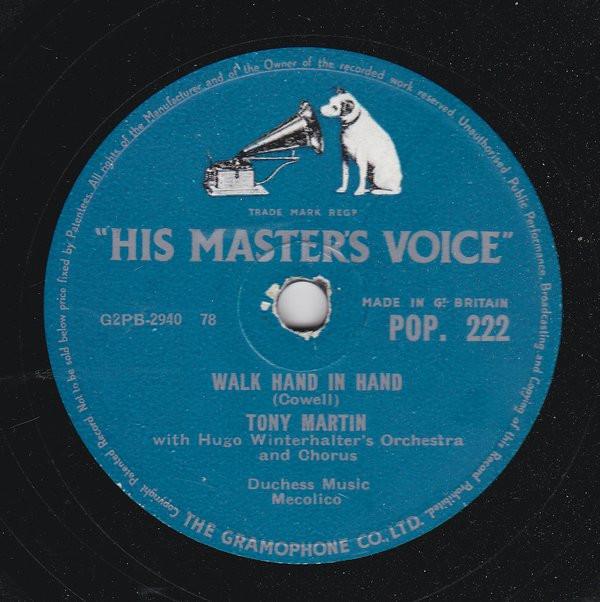 Copyright Patented Record Not to be sold below price fixed by Patentees. All rights of the Manufacturer and of the Owner of the recorded work reserved. Unauthorised Public Performance, Broadcasting and Copying of this Record Prohibited.
TRADE MARK REGD
"HIS MASTER'S VOICE"
MADE IN GT BRITAIN
G2PB-2940 78
POP. 222
WALK HAND IN HAND
(Cowell)
TONY MARTIN
with Hugo Winterhalter's Orchestra
and Chorus
Duchess Music
Mecolico
THE GRAMOPHONE CO., LTD.